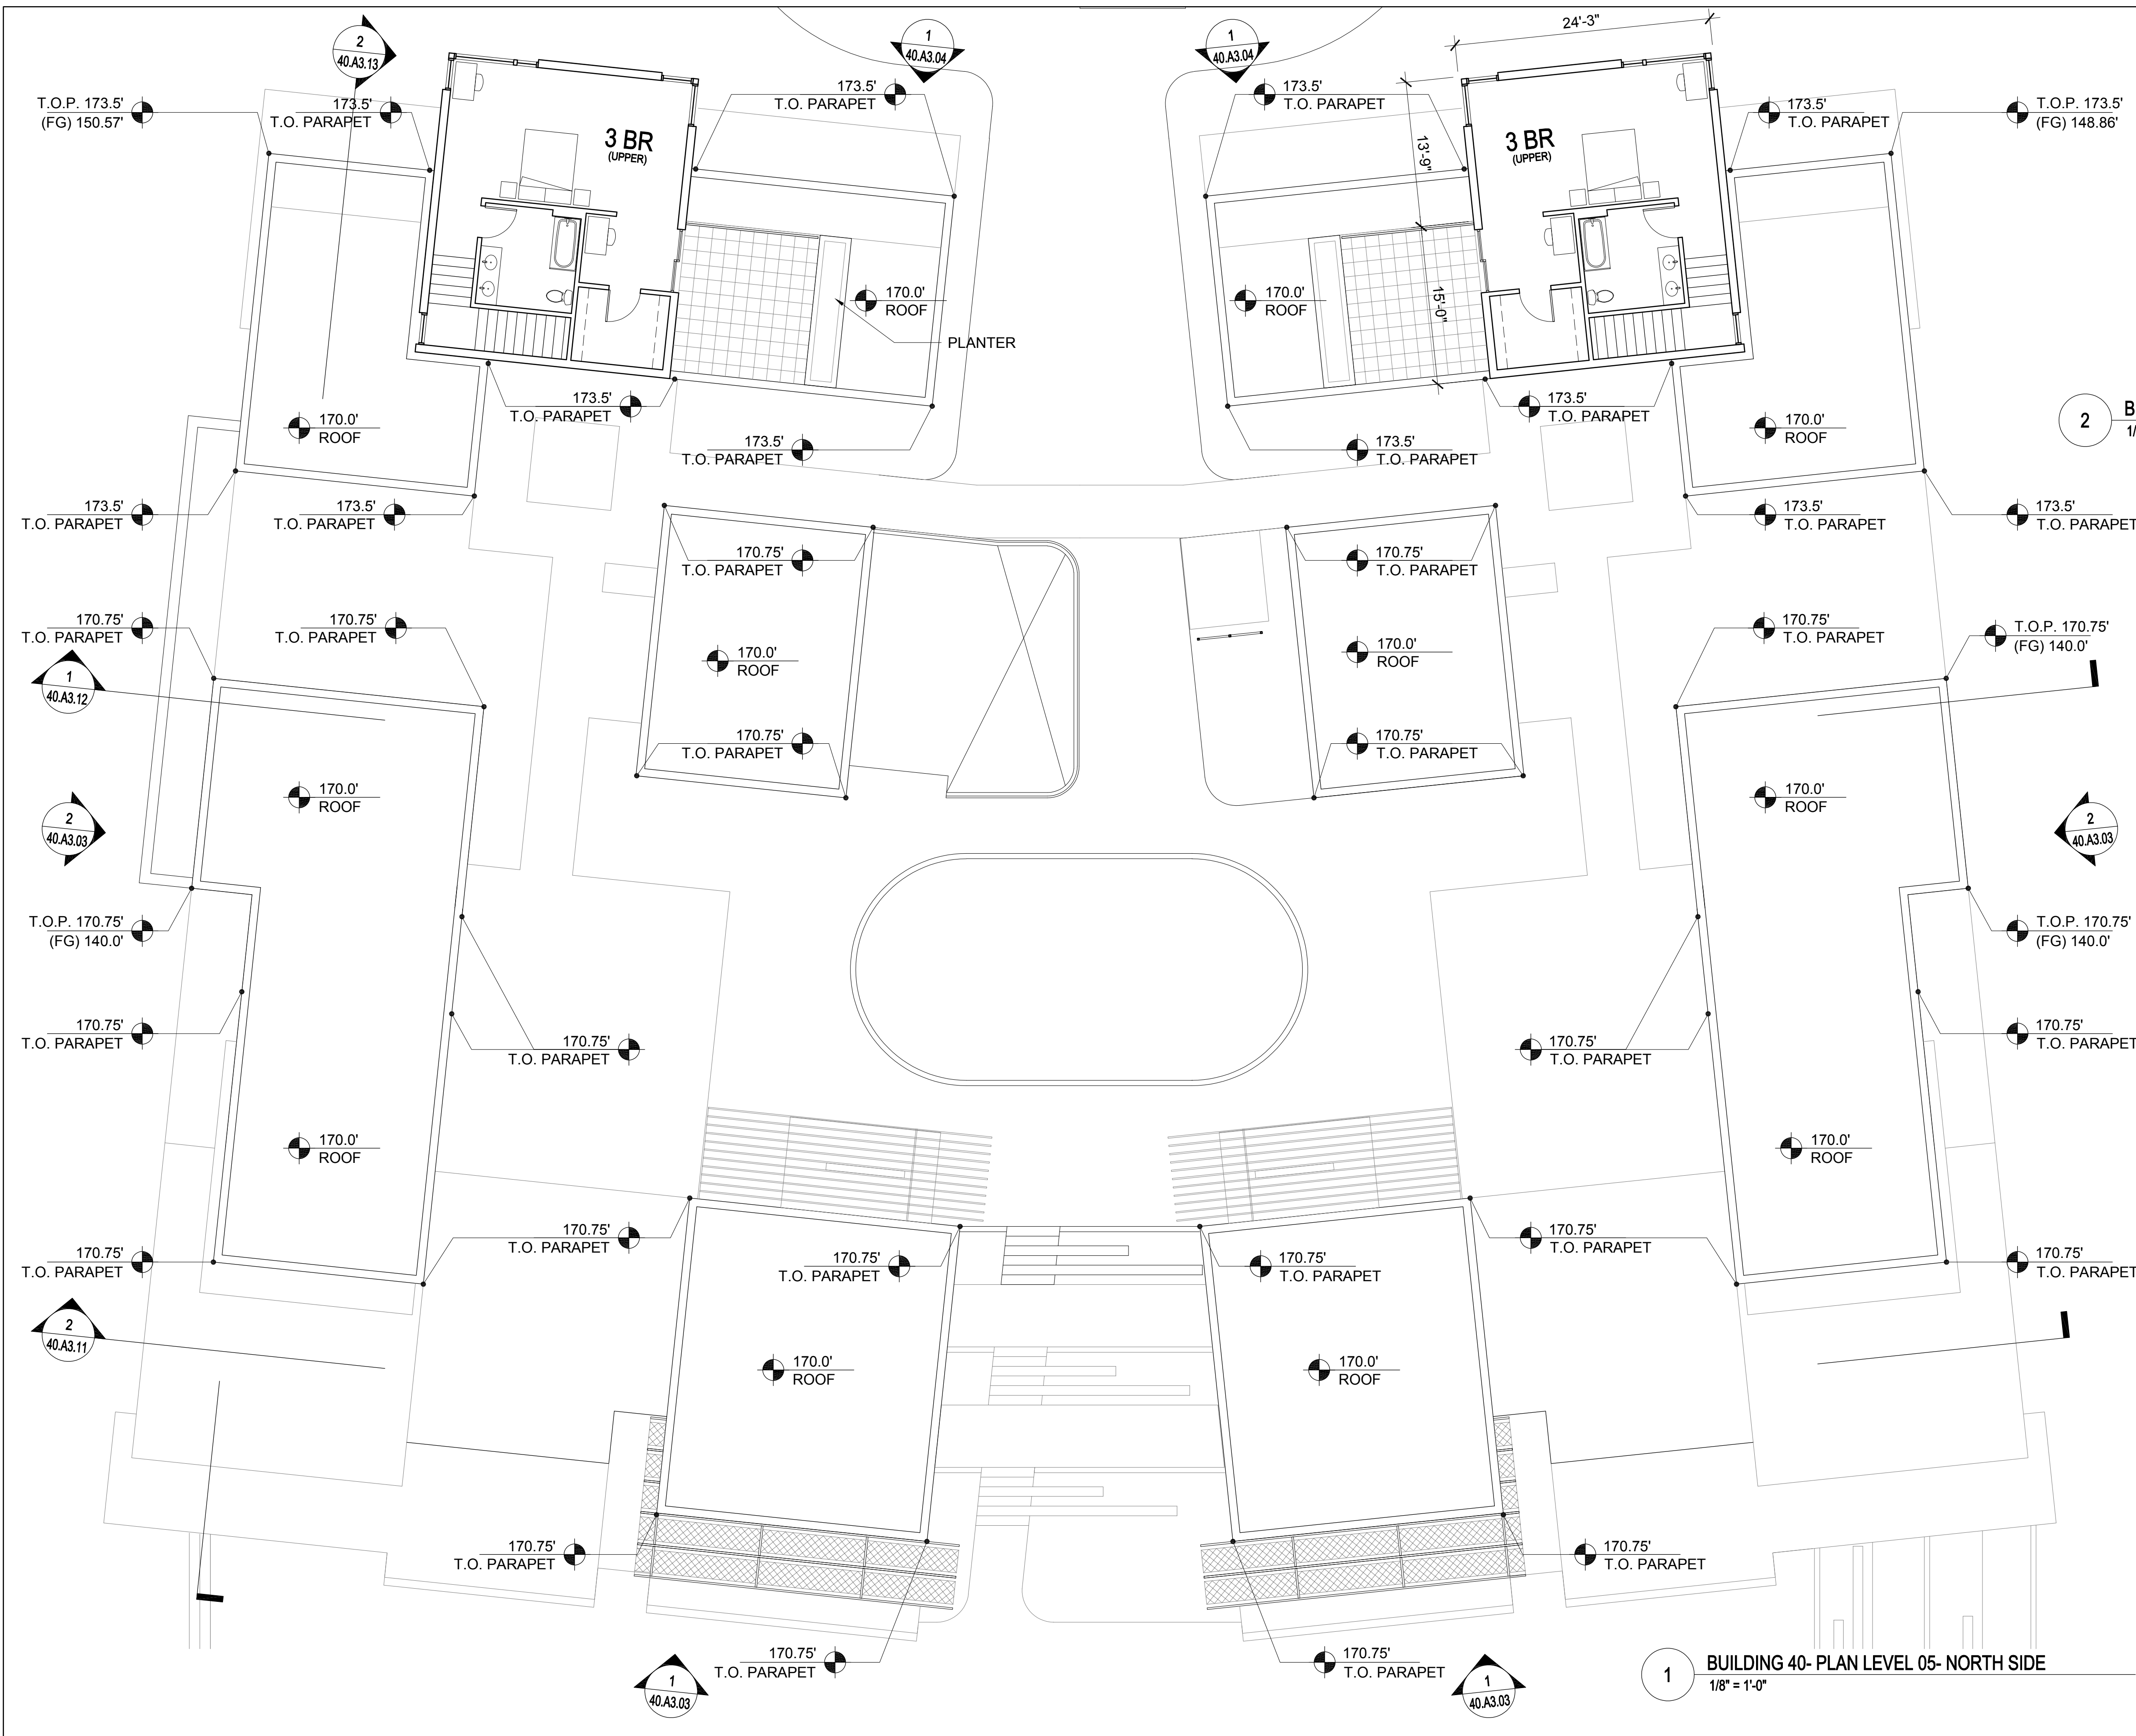 24'-3"
2
40.A3.13
1
40.A3.04
1
40.A3.04
T.O.P. 173.5'
(FG) 150.57'
173.5'
T.O. PARAPET
173.5'
T.O. PARAPET
173.5'
T.O. PARAPET
173.5'
T.O. PARAPET
T.O.P. 173.5'
(FG) 148.86'
3 BR
(UPPER)
13'-9"
3 BR
(UPPER)
170.0'
ROOF
170.0'
ROOF
15'-0"
PLANTER
173.5'
T.O. PARAPET
173.5'
T.O. PARAPET
170.0'
ROOF
170.0'
ROOF
2
B
1/
173.5'
T.O. PARAPET
173.5'
T.O. PARAPET
173.5'
T.O. PARAPET
173.5'
T.O. PARAPET
173.5'
T.O. PARAPET
173.5'
T.O. PARAPET
170.75'
T.O. PARAPET
170.75'
T.O. PARAPET
170.75'
T.O. PARAPET
170.75'
T.O. PARAPET
170.75'
T.O. PARAPET
T.O.P. 170.75'
(FG) 140.0'
170.0'
ROOF
170.0'
ROOF
1
40.A3.12
170.75'
T.O. PARAPET
170.75'
T.O. PARAPET
170.0'
ROOF
170.0'
ROOF
2
40.A3.03
2
40.A3.03
T.O.P. 170.75'
(FG) 140.0'
T.O.P. 170.75'
(FG) 140.0'
170.75'
T.O. PARAPET
170.75'
T.O. PARAPET
170.75'
T.O. PARAPET
170.75'
T.O. PARAPET
170.0'
ROOF
170.0'
ROOF
170.75'
T.O. PARAPET
170.75'
T.O. PARAPET
170.75'
T.O. PARAPET
170.75'
T.O. PARAPET
170.75'
T.O. PARAPET
170.75'
T.O. PARAPET
2
40.A3.11
170.0'
ROOF
170.0'
ROOF
170.75'
T.O. PARAPET
170.75'
T.O. PARAPET
170.75'
T.O. PARAPET
170.75'
T.O. PARAPET
1
40.A3.03
1
40.A3.03
1
BUILDING 40- PLAN LEVEL 05- NORTH SIDE
1/8" = 1'-0"